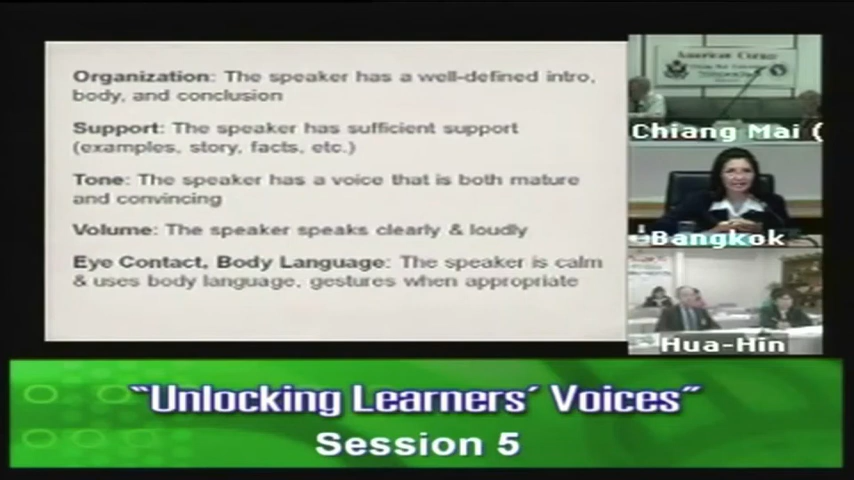 Organization: The speaker has a well-defined intro,
body, and conclusion
Support: The speaker has sufficient support
(examples, story, facts, etc.)
Tone: The speaker has a voice that is both mature
and convincing
Volume: The speaker speaks clearly & loudly
Eye Contact, Body Language: The speaker is calm
& uses body language, gestures when appropriate
American Corner
Chiang Mai (
Bangkok
Hua-Hin
“Unlocking Learners´ Voices”
Session 5